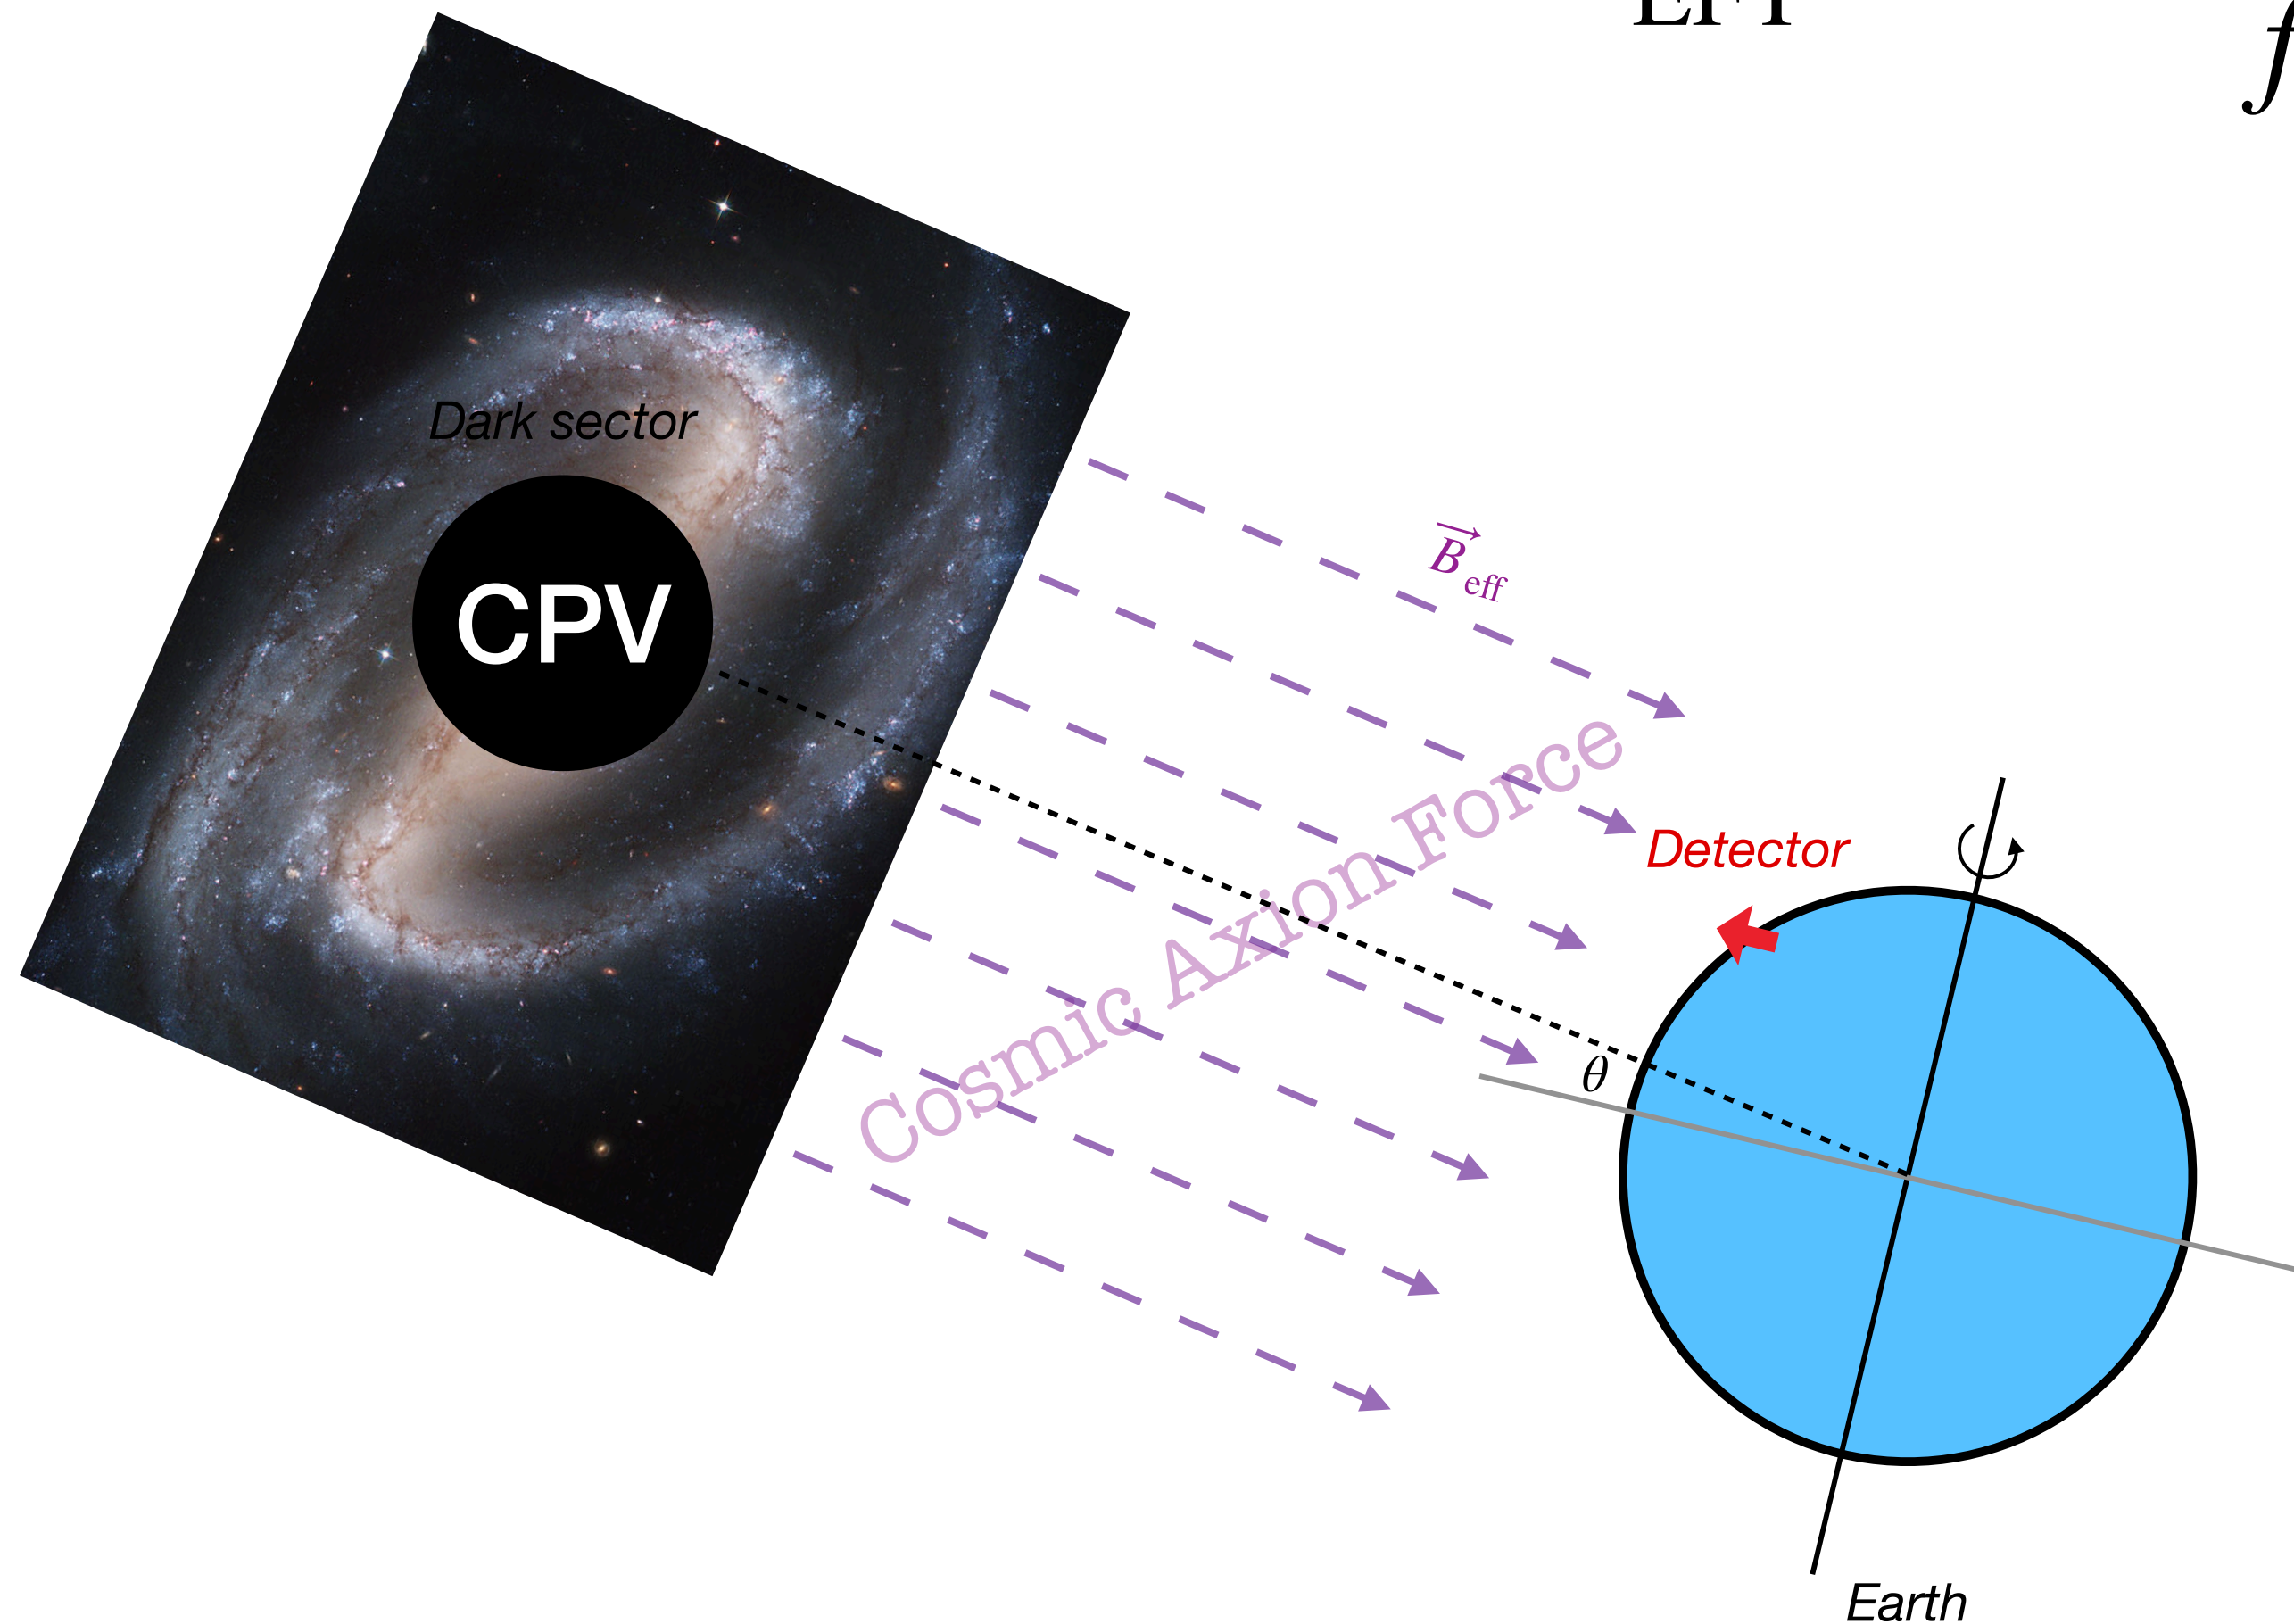 f
Dark sector
CPV
B eff
Cosmic Axion Force
Detector
θ
Earth